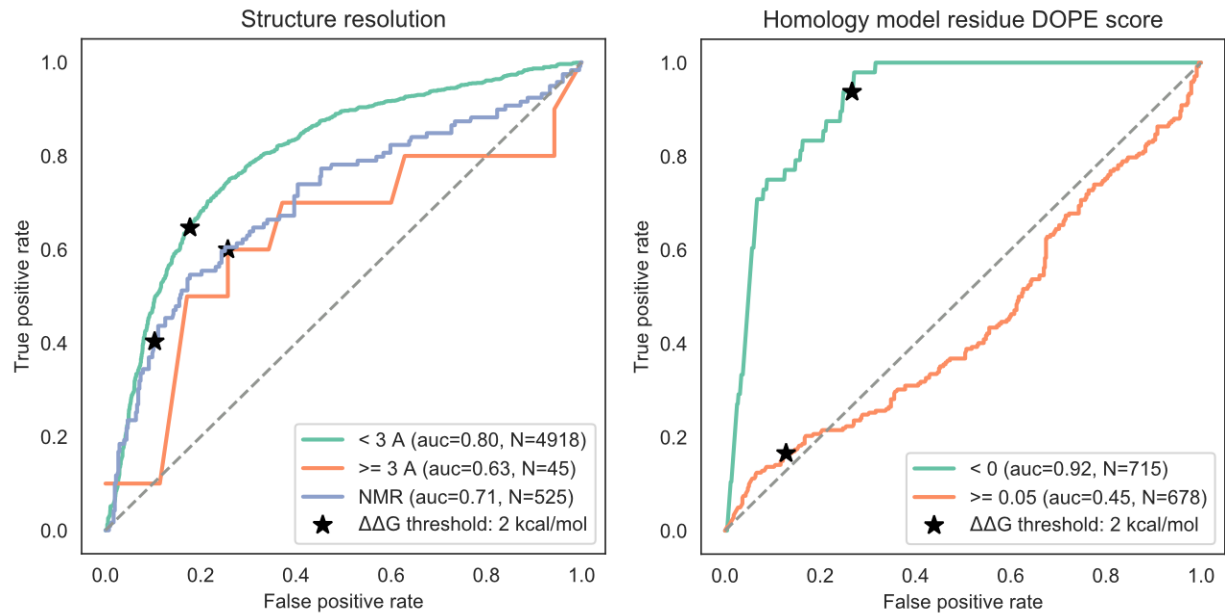 Structure resolution
1.0
0.8
0.6
0.4
0.2
0.0
True positive rate
0.0 0.2 0.4 0.6 0.8 1.0
False positive rate
< 3 A (auc=0.80, N=4918)
>= 3 A (auc=0.63, N=45)
NMR (auc=0.71, N=525)
ΔΔG threshold: 2 kcal/mol
Homology model residue DOPE score
1.0
0.8
0.6
0.4
0.2
0.0
True positive rate
0.0 0.2 0.4 0.6 0.8 1.0
False positive rate
< 0 (auc=0.92, N=715)
>= 0.05 (auc=0.45, N=678)
ΔΔG threshold: 2 kcal/mol